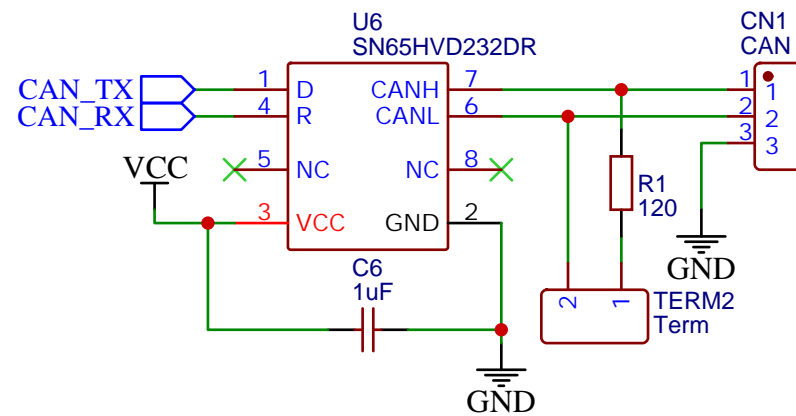 U6
SN65HVD232DR
CN1
CAN
CAN_TX 1 D CANH 7 1 1
CAN_RX 4 R CANL 6 2 2
3 3
VCC 5 NC NC 8
R1
120
3 VCC GND 2
GND
C6
1uF
2 1 TERM2
Term
GND